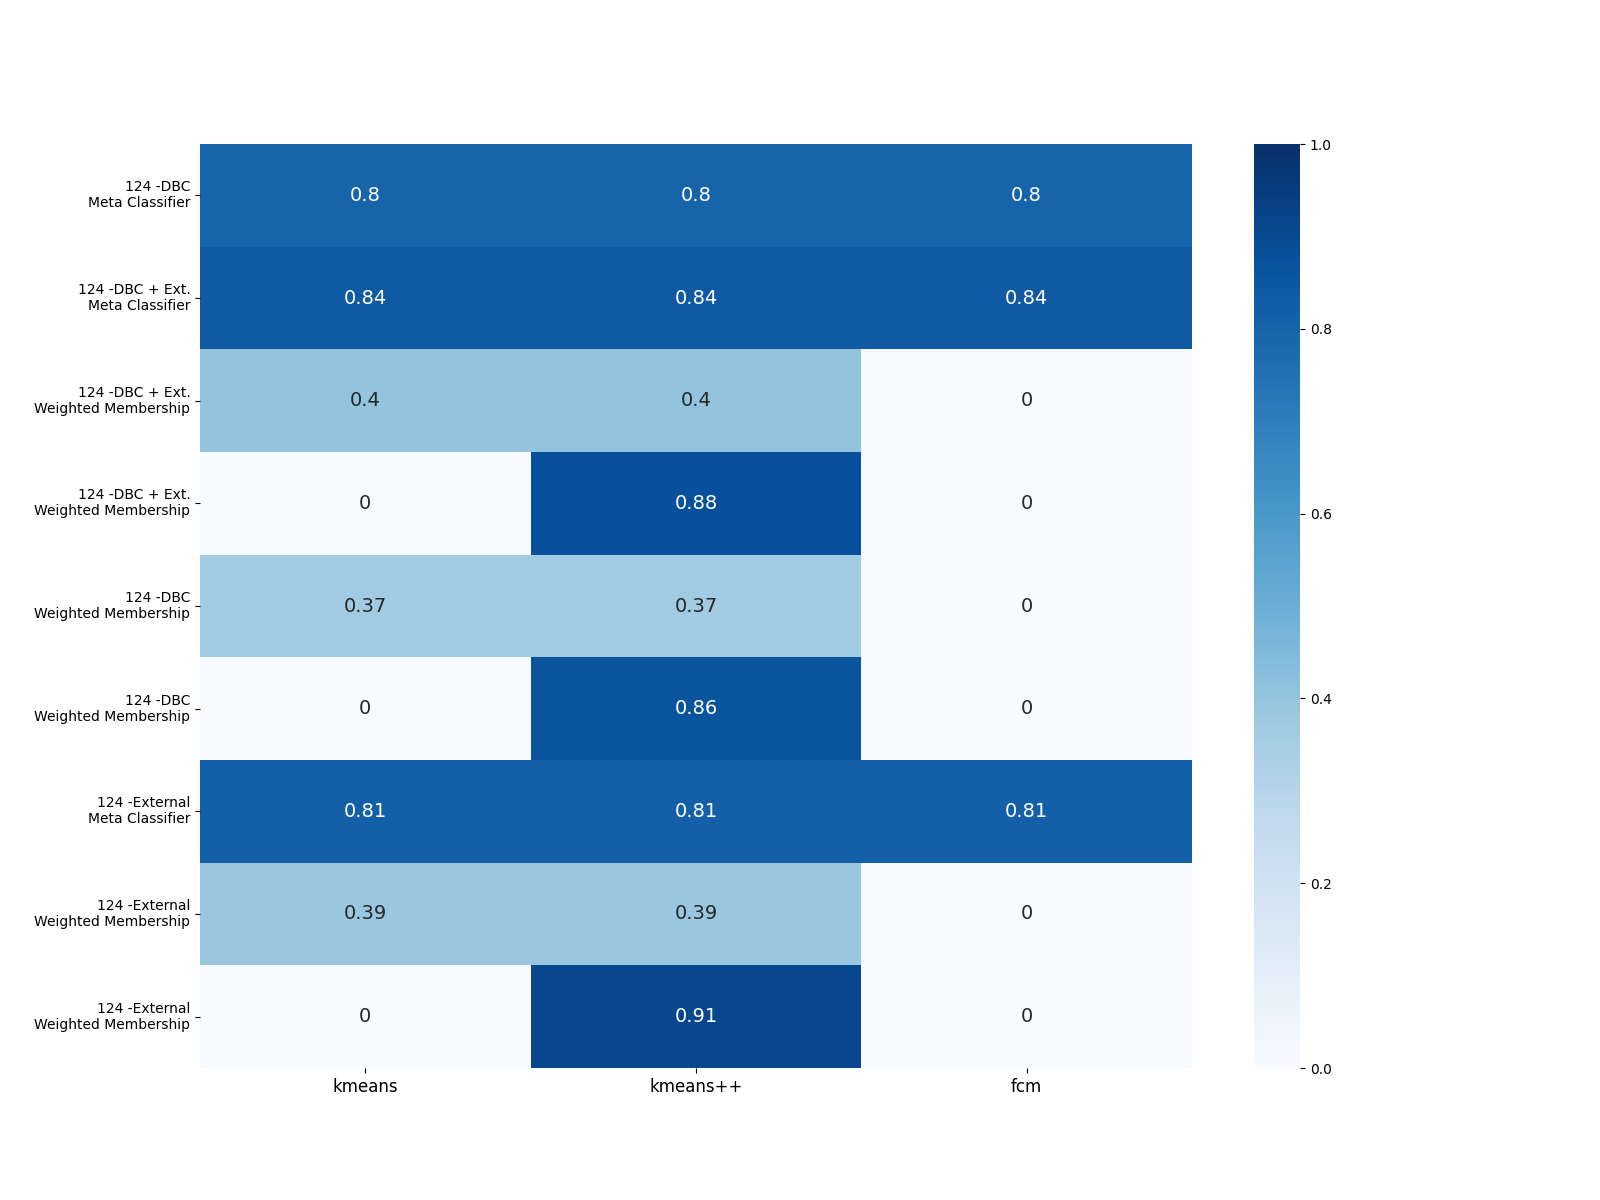 124 -DBC
Meta Classifier
0.8 0.8 0.8
124 -DBC + Ext.
Meta Classifier
0.84 0.84 0.84
124 -DBC + Ext.
Weighted Membership
0.4 0.4 0
124 -DBC + Ext.
Weighted Membership
0 0.88 0
124 -DBC
Weighted Membership
0.37 0.37 0
124 -DBC
Weighted Membership
0 0.86 0
124 -External
Meta Classifier
0.81 0.81 0.81
124 -External
Weighted Membership
0.39 0.39 0
124 -External
Weighted Membership
0 0.91 0
kmeans kmeans++ fcm
1.0
0.8
0.6
0.4
0.2
0.0